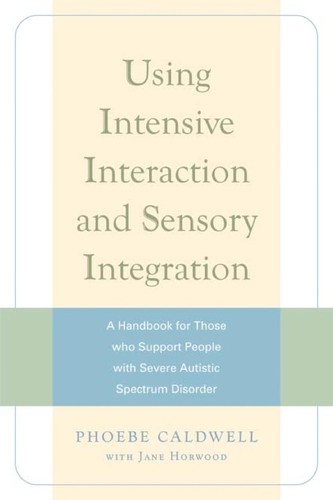 Using
Intensive
Interaction
and Sensory
Integration
A Handbook for Those
who Support People
with Severe Autistic
Spectrum Disorder
PHOEBE CALDWELL
WITH JANE HORWOOD